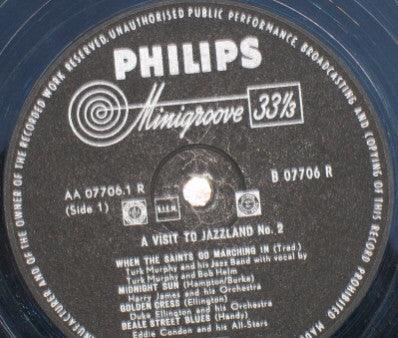 MANUFACTURER AND OF THE OWNER OF THE RECORDED WORK RESERVED. UNAUTHORISED PUBLIC PERFORMANCE, BROADCASTING AND COPYING OF THIS RECORD PROHIBITED. MA
PHILIPS
Minigroove 33⅓
AA 07706.1 R
(Side 1)
B 07706 R
A VISIT TO JAZZLAND No. 2
WHEN THE SAINTS GO MARCHING IN (Trad.)
Turk Murphy and his Jazz Band with vocal by
Turk Murphy and Bob Helm
MIDNIGHT SUN (Hampton/Burke)
Harry James and his Orchestra
GOLDEN CRESS (Ellington)
Duke Ellington and his Orchestra
BEALE STREET BLUES (Handy)
Eddie Condon and his All-Stars